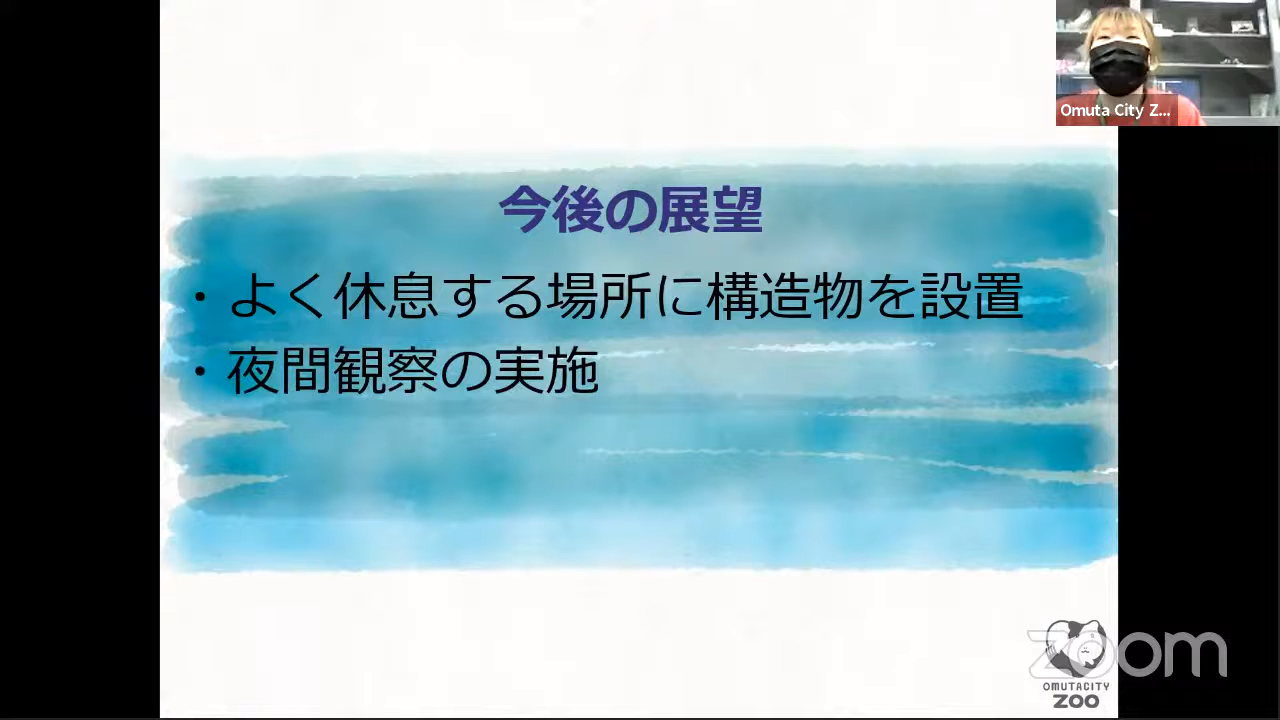 Omuta City Z...
今後の展望
・よく休息する場所に構造物を設置
・夜間観察の実施
zoom
OMUTACITY
ZOO